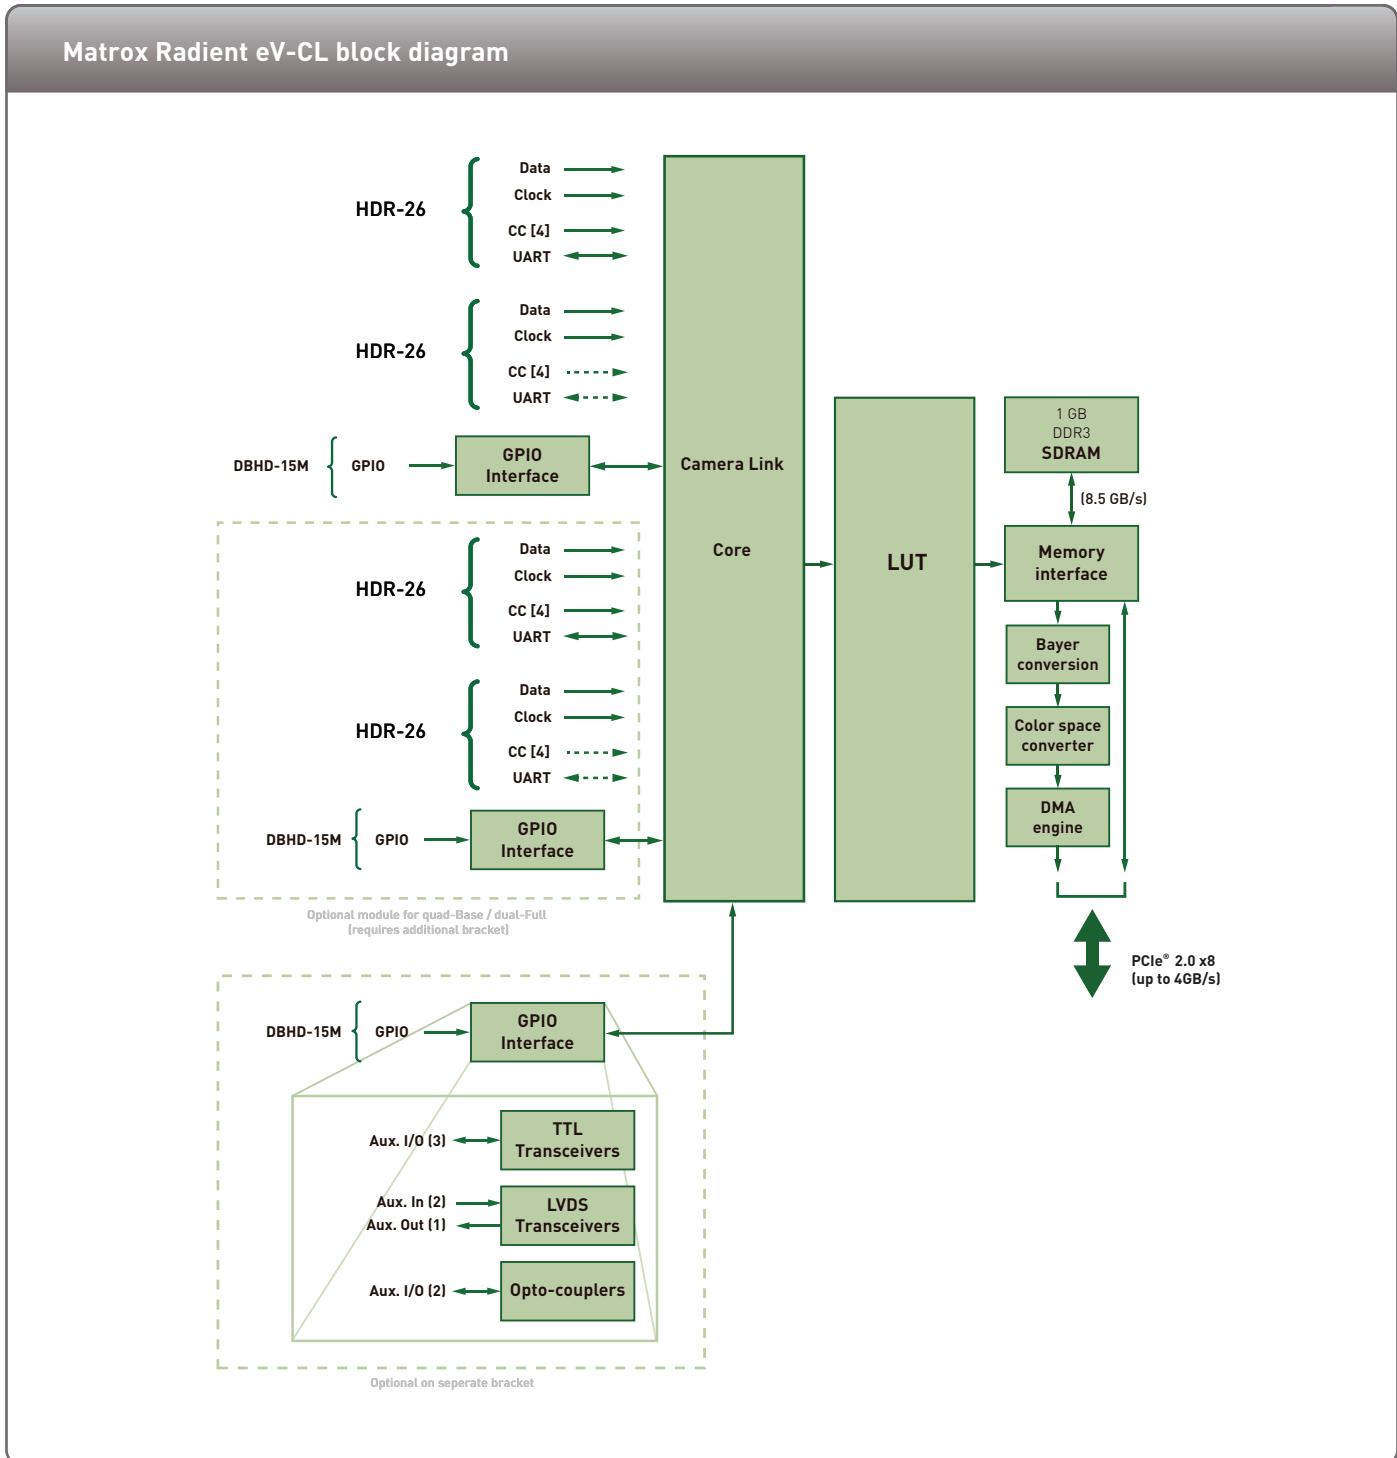 Matrox Radient eV-CL block diagram
HDR-26
Data
Clock
CC [4]
UART
HDR-26
Data
Clock
CC [4]
UART
DBHD-15M
GPIO
GPIO
Interface
HDR-26
Data
Clock
CC [4]
UART
HDR-26
Data
Clock
CC [4]
UART
DBHD-15M
GPIO
GPIO
Interface
Optional module for quad-Base / dual-Full
(requires additional bracket)
Camera Link
Core
LUT
1 GB
DDR3
SDRAM
(8.5 GB/s)
Memory
interface
Bayer
conversion
Color space
converter
DMA
engine
PCIe® 2.0 x8
(up to 4GB/s)
DBHD-15M
GPIO
GPIO
Interface
Aux. I/O (3)
TTL
Transceivers
Aux. In (2)
Aux. Out (1)
LVDS
Transceivers
Aux. I/O (2)
Opto-couplers
Optional on seperate bracket